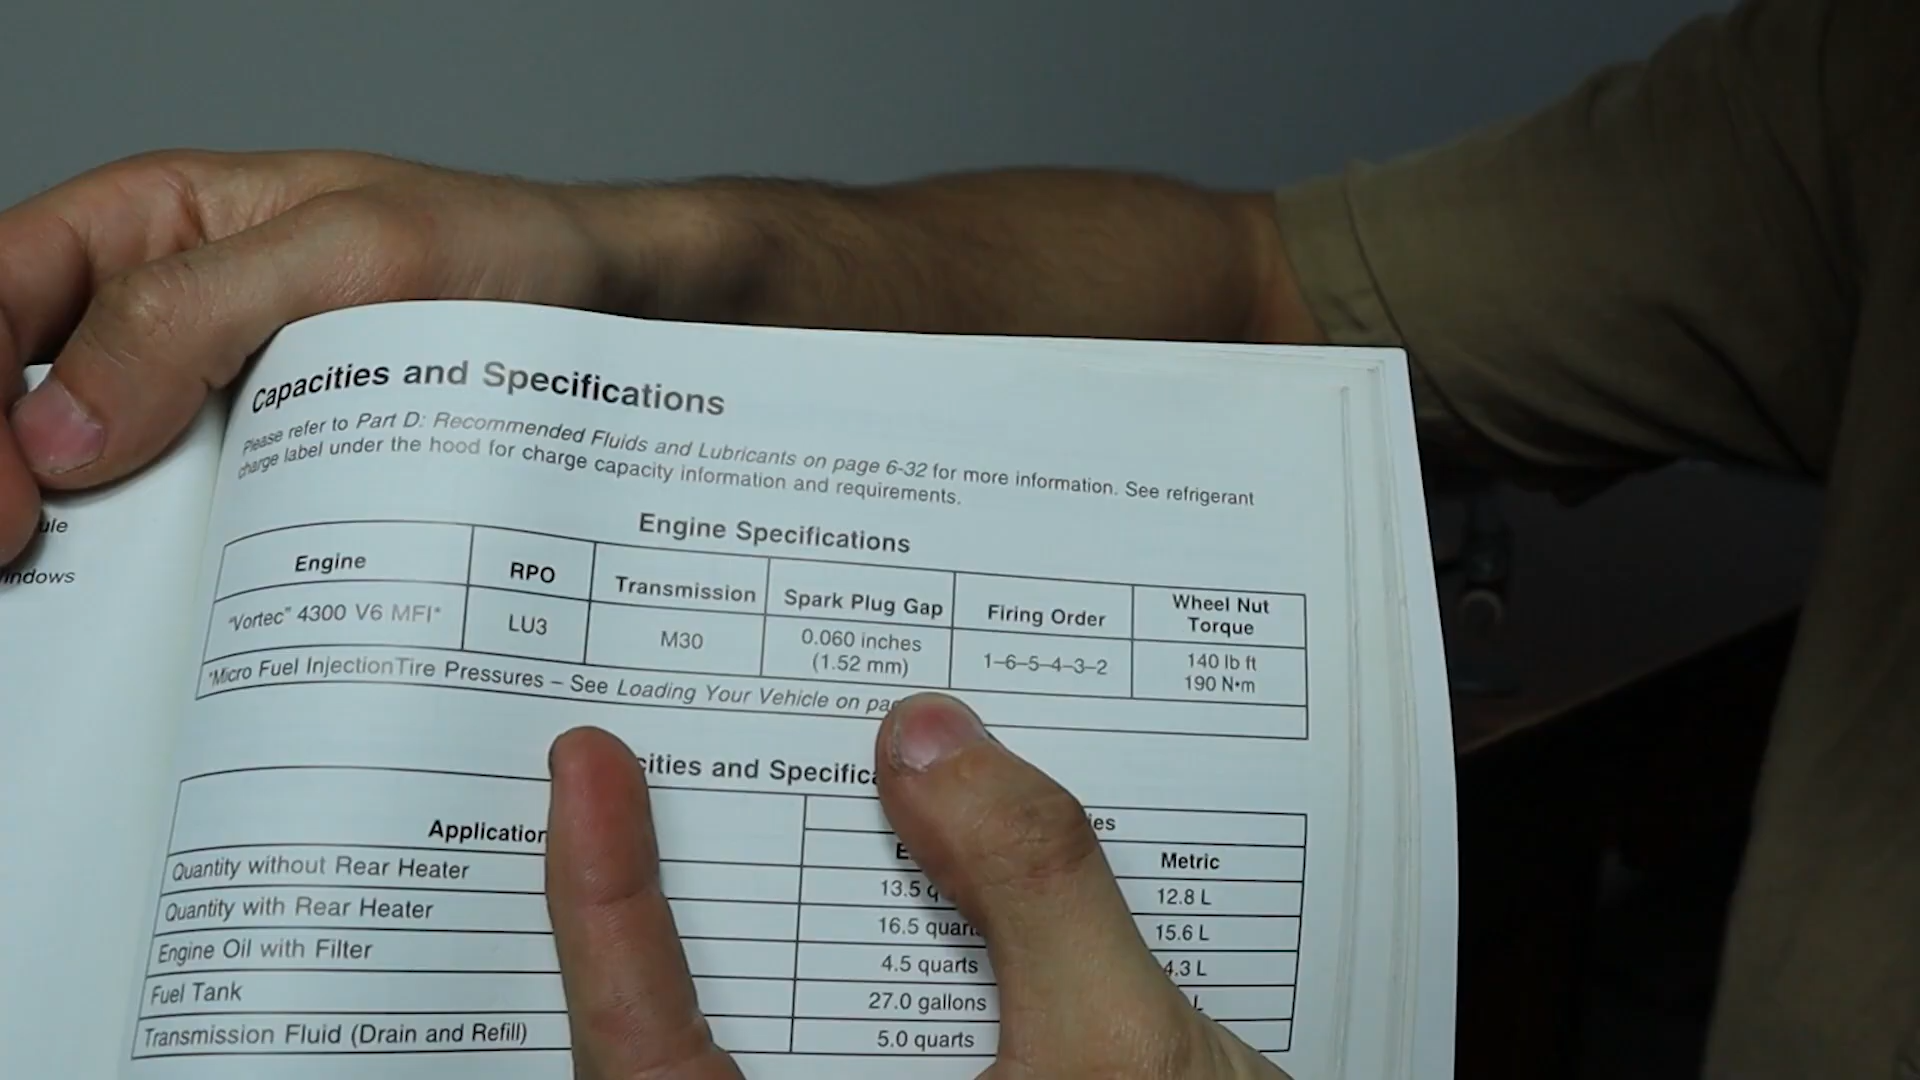 ule
indows
Capacities and Specifications
Please refer to Part D: Recommended Fluids and Lubricants on page 6-32 for more information. See refrigerant
charge label under the hood for charge capacity information and requirements.
Engine Specifications
Engine RPO Transmission Spark Plug Gap Firing Order Wheel Nut Torque
"Vortec" 4300 V6 MFI* LU3 M30 0.060 inches (1.52 mm) 1–6–5–4–3–2 140 lb ft 190 N•m
*Micro Fuel InjectionTire Pressures – See Loading Your Vehicle on pa
cities and Specifica
Application ies
E Metric
Quantity without Rear Heater 13.5 q 12.8 L
Quantity with Rear Heater 16.5 quart 15.6 L
Engine Oil with Filter 4.5 quarts 4.3 L
Fuel Tank 27.0 gallons L
Transmission Fluid (Drain and Refill) 5.0 quarts